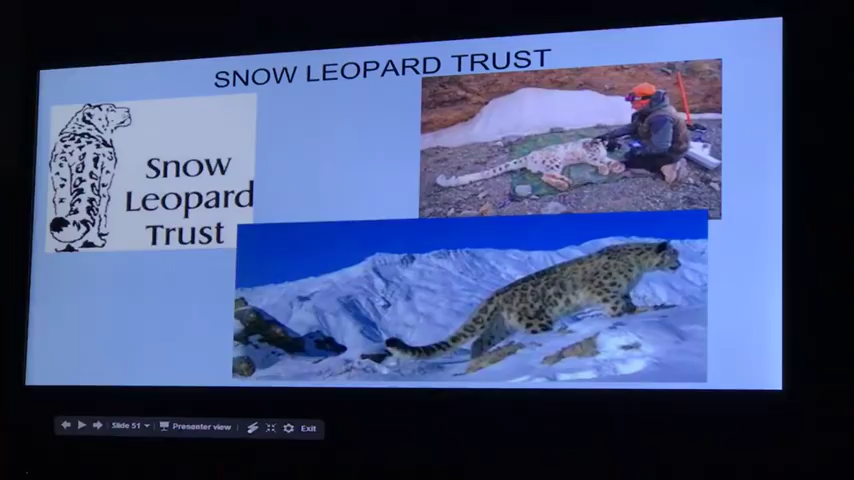 SNOW LEOPARD TRUST
Snow
Leopard
Trust
Slide 51
Presenter view
Exit